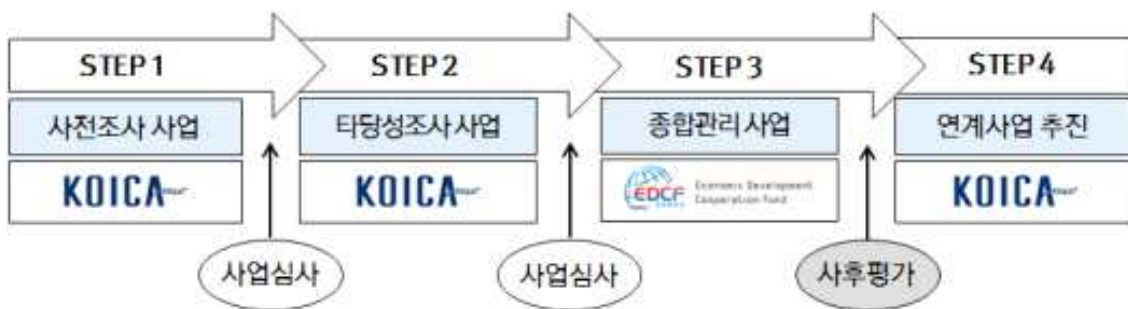 STEP 1
STEP 2
STEP 3
STEP 4
사전조사 사업
타당성조사 사업
종합관리 사업
연계사업 추진
KOICA
KOICA
EDCF
Economic Development
Cooperation Fund
KOICA
사업심사
사업심사
사후평가